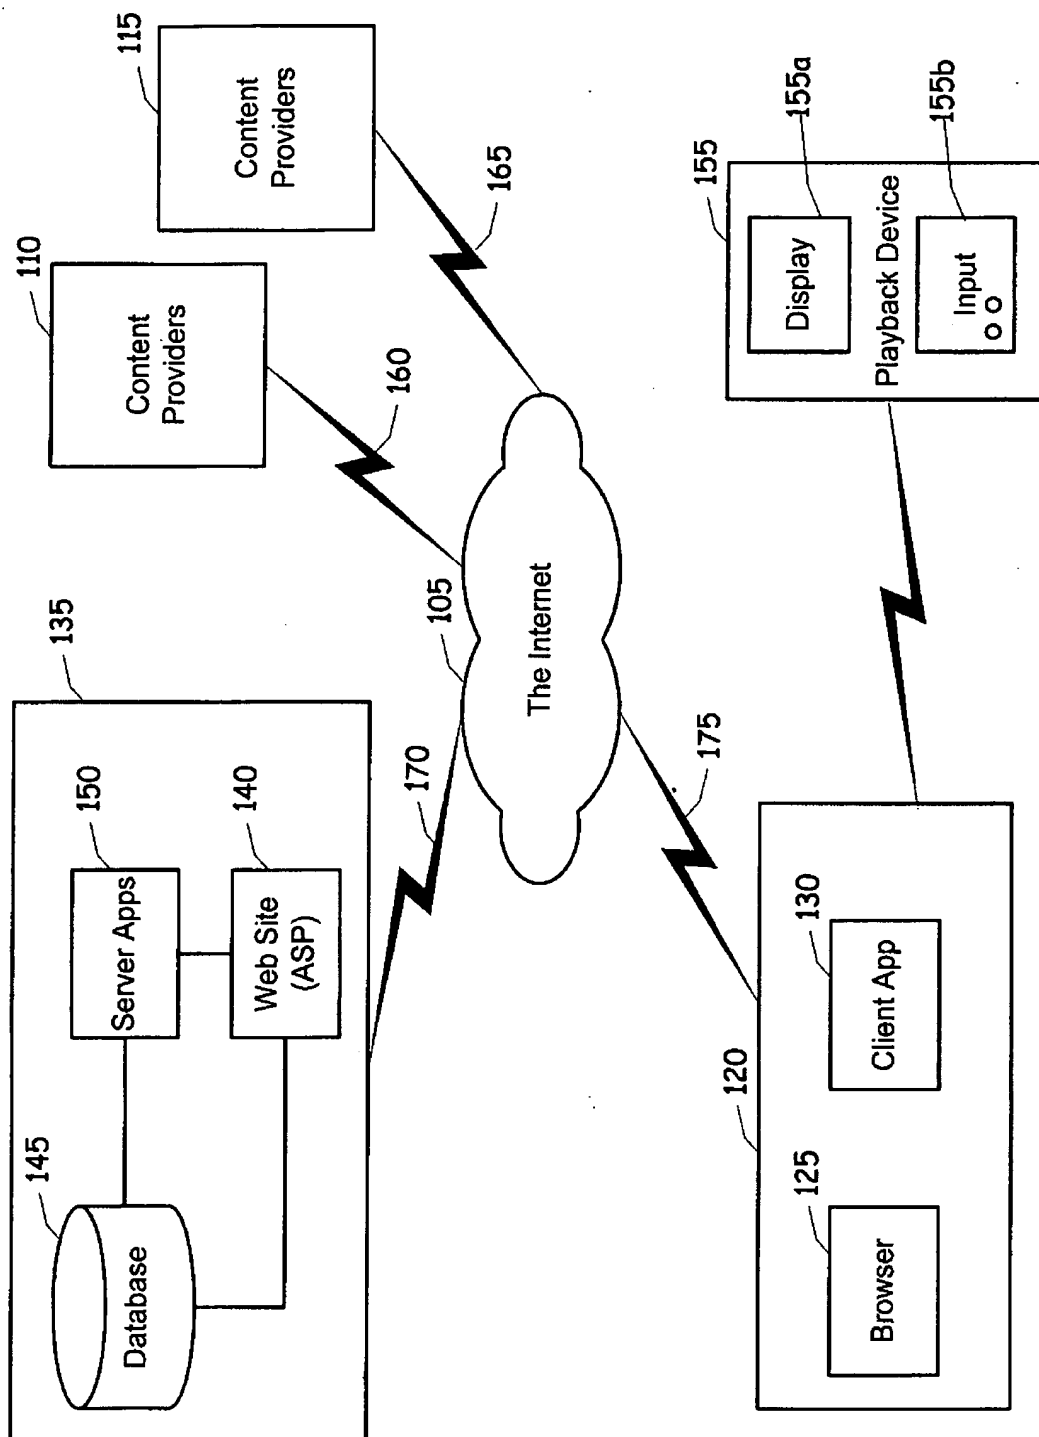 135
145
Database
150
Server Apps
140
Web Site
(ASP)
170
110
Content
Providers
160
115
Content
Providers
165
105
The Internet
175
120
125
Browser
130
Client App
155
Display
155a
Playback Device
Input
155b